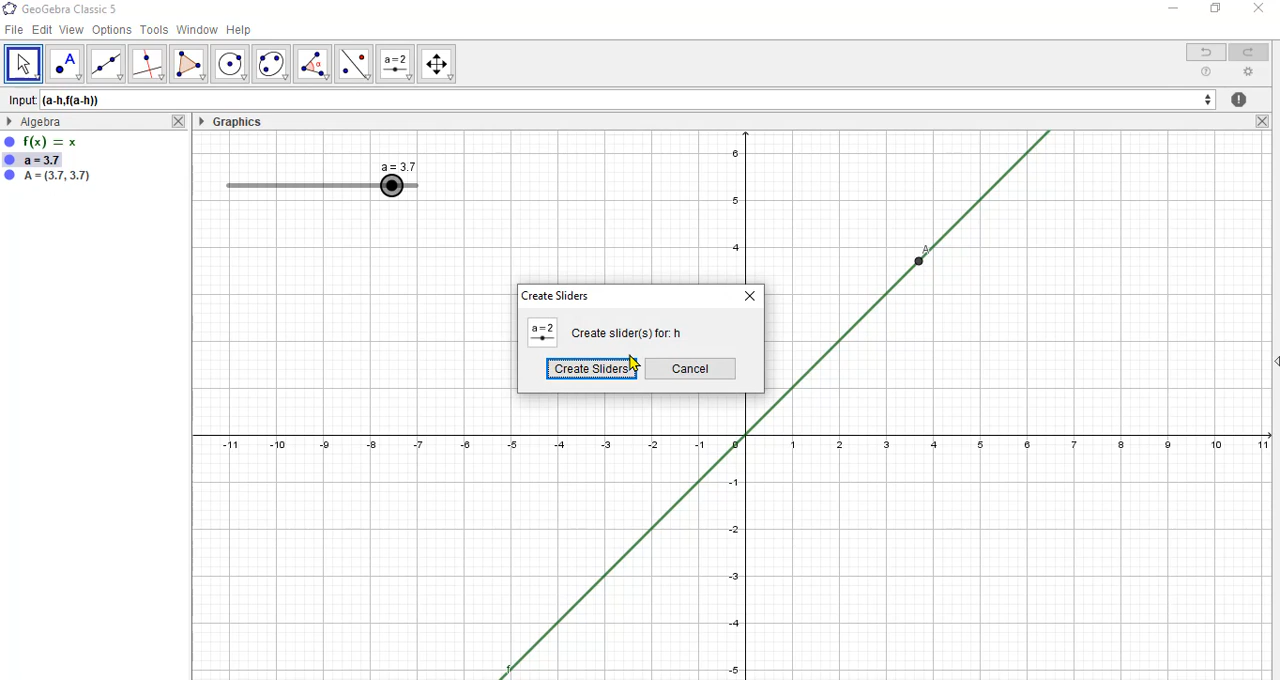 GeoGebra Classic 5
File Edit View Options Tools Window Help
A
a=2
Input: (a-h,f(a-h))
Algebra
Graphics
f(x) = x
a = 3.7
A = (3.7, 3.7)
a = 3.7
6
5
4
A
Create Sliders
a=2
Create slider(s) for: h
Create Sliders
Cancel
-11 -10 -9 -8 -7 -6 -5 -4 -3 -2 -1 0 1 2 3 4 5 6 7 8 9 10 11
-1
-2
-3
-4
-5
f